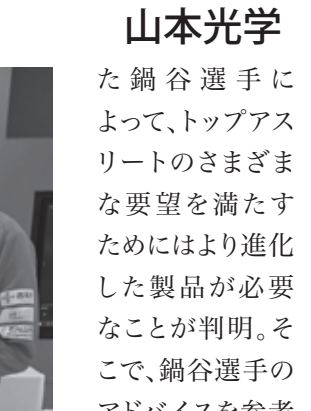 山本光学
た鍋谷選手に
よって、トップアス
リートのさまざま
な要望を満たす
ためにはより進化
した製品が必要
なことが判明。そ
こで、鍋谷選手の
アドバイスを参考